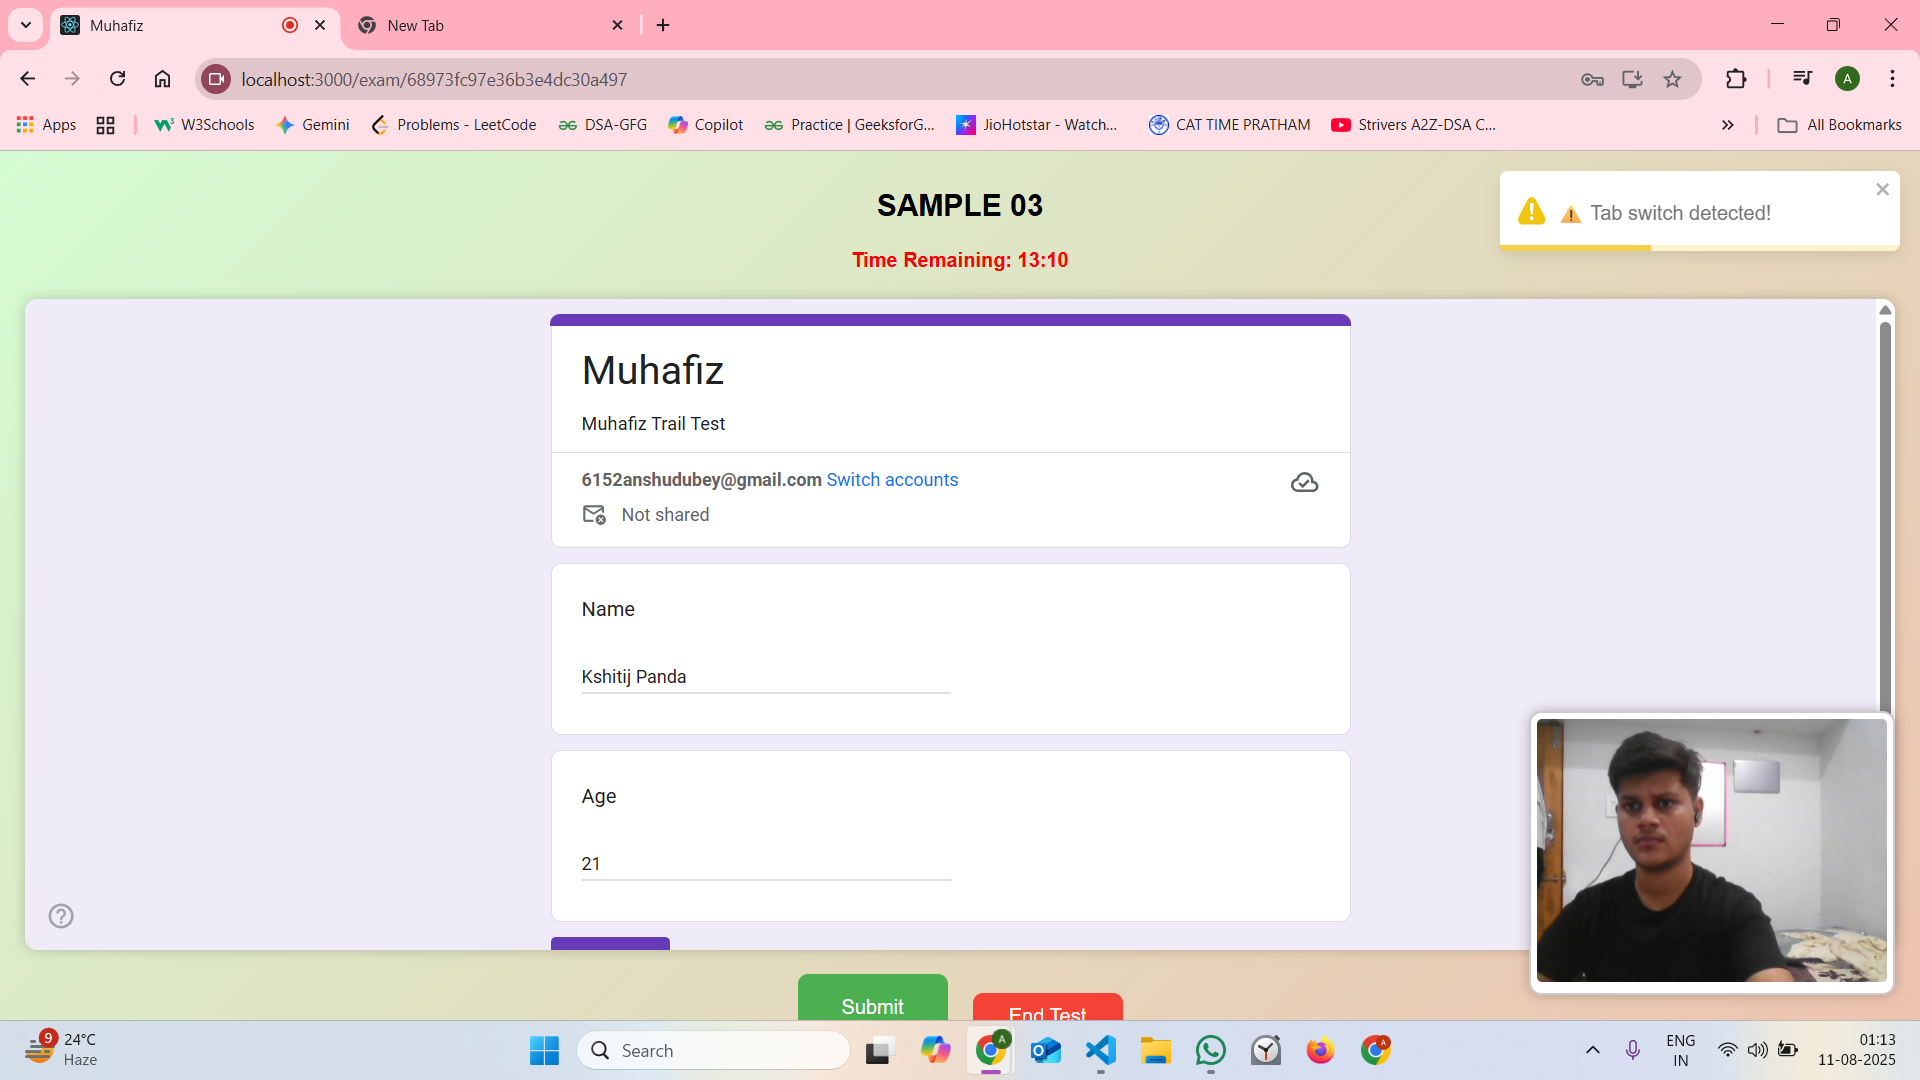 Muhafiz
New Tab
localhost:3000/exam/68973fc97e36b3e4dc30a497
A
Apps
W3Schools
Gemini
Problems - LeetCode
DSA-GFG
Copilot
Practice | GeeksforG...
JioHotstar - Watch...
CAT TIME PRATHAM
Strivers A2Z-DSA C...
All Bookmarks
SAMPLE 03
Tab switch detected!
Time Remaining: 13:10
Muhafiz
Muhafiz Trail Test
6152anshudubey@gmail.com Switch accounts
Not shared
Name
Kshitij Panda
Age
21
Submit
End Test
9
24°C
Haze
Search
A
A
ENG
IN
01:13
11-08-2025